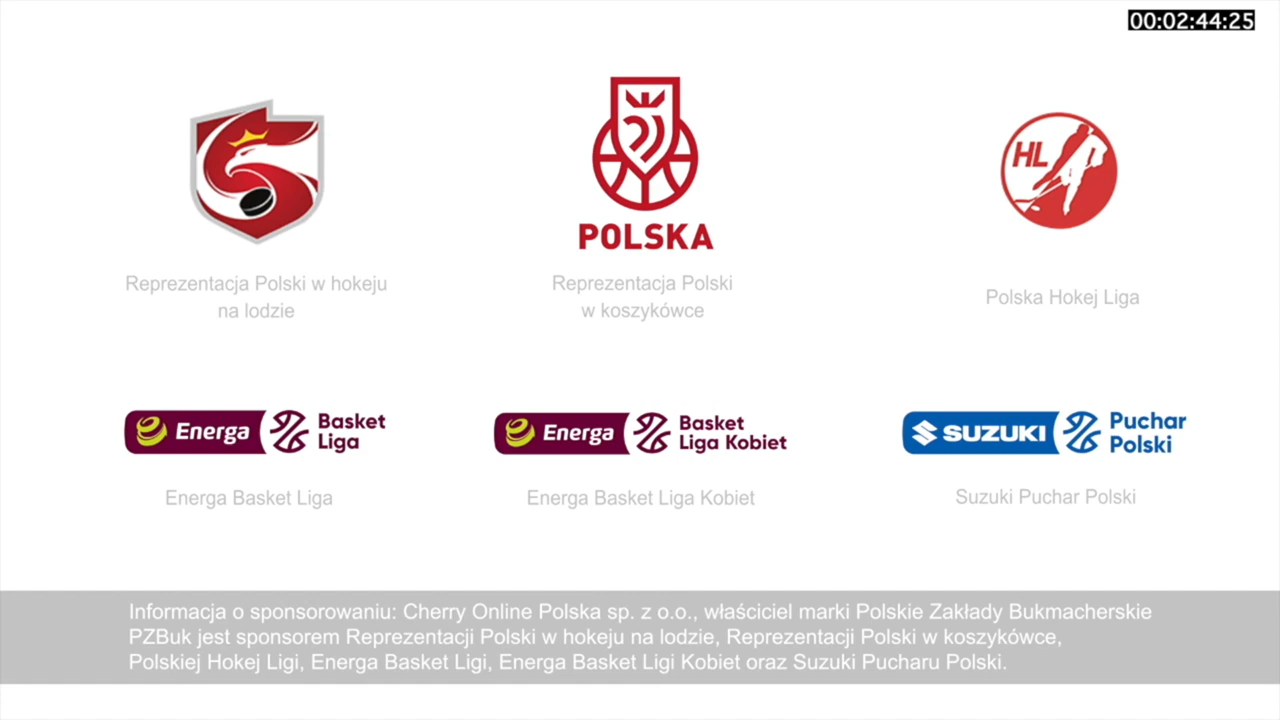 00:02:44:25
POLSKA
HL
Reprezentacja Polski w hokeju
na lodzie
Reprezentacja Polski
w koszykówce
Polska Hokej Liga
Energa
Basket
Liga
Energa
Basket
Liga Kobiet
SUZUKI
Puchar
Polski
Energa Basket Liga
Energa Basket Liga Kobiet
Suzuki Puchar Polski
Informacja o sponsorowaniu: Cherry Online Polska sp. z o.o., właściciel marki Polskie Zakłady Bukmacherskie
PZBuk jest sponsorem Reprezentacji Polski w hokeju na lodzie, Reprezentacji Polski w koszykówce,
Polskiej Hokej Ligi, Energa Basket Ligi, Energa Basket Ligi Kobiet oraz Suzuki Pucharu Polski.